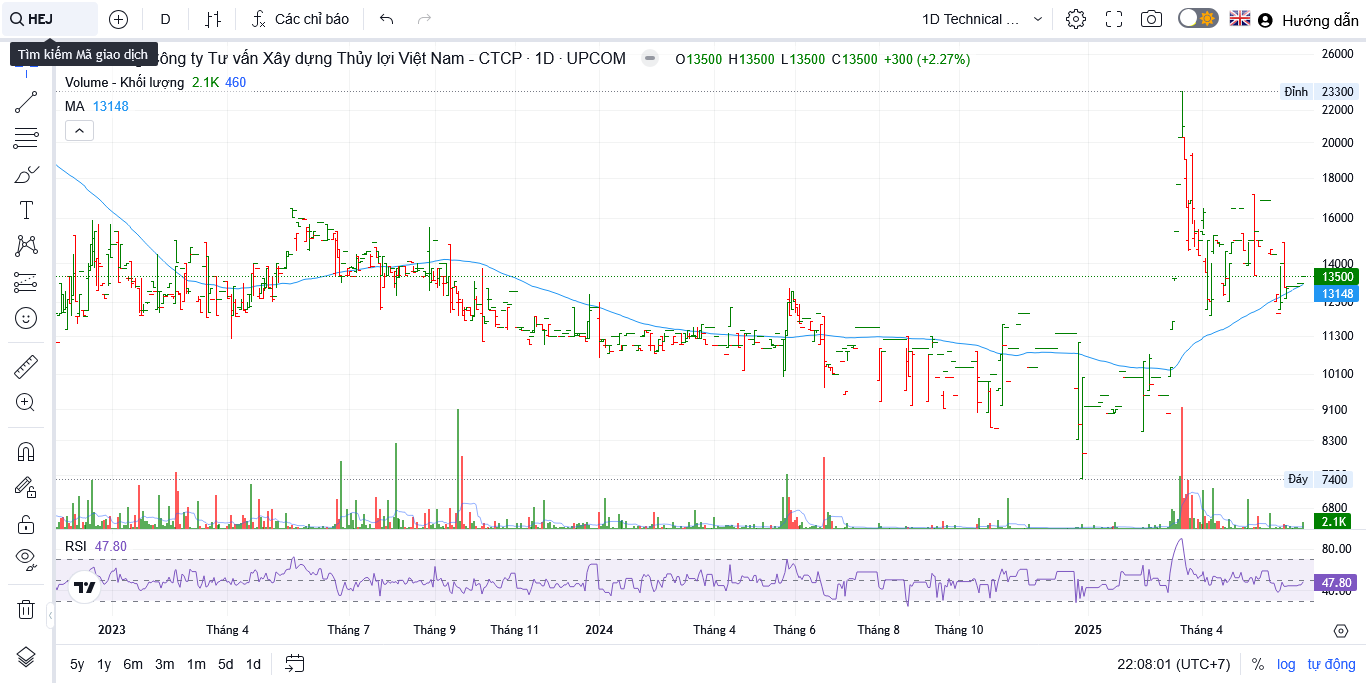 HEJ
D
Các chỉ báo
1D Technical ...
Hướng dẫn
Tìm kiếm Mã giao dịch
Công ty Tư vấn Xây dựng Thủy lợi Việt Nam - CTCP · 1D · UPCOM
O13500 H13500 L13500 C13500 +300 (+2.27%)
Volume - Khối lượng 2.1K 460
MA 13148
26000
Đỉnh 23300
22000
20000
18000
16000
14000
13500
13148
11300
10100
9100
8300
Đáy 7400
6800
2.1K
RSI 47.80
80.00
47.80
40.00
2023
Tháng 4
Tháng 7
Tháng 9
Tháng 11
2024
Tháng 4
Tháng 6
Tháng 8
Tháng 10
2025
Tháng 4
5y 1y 6m 3m 1m 5d 1d
22:08:01 (UTC+7)
% log tự động